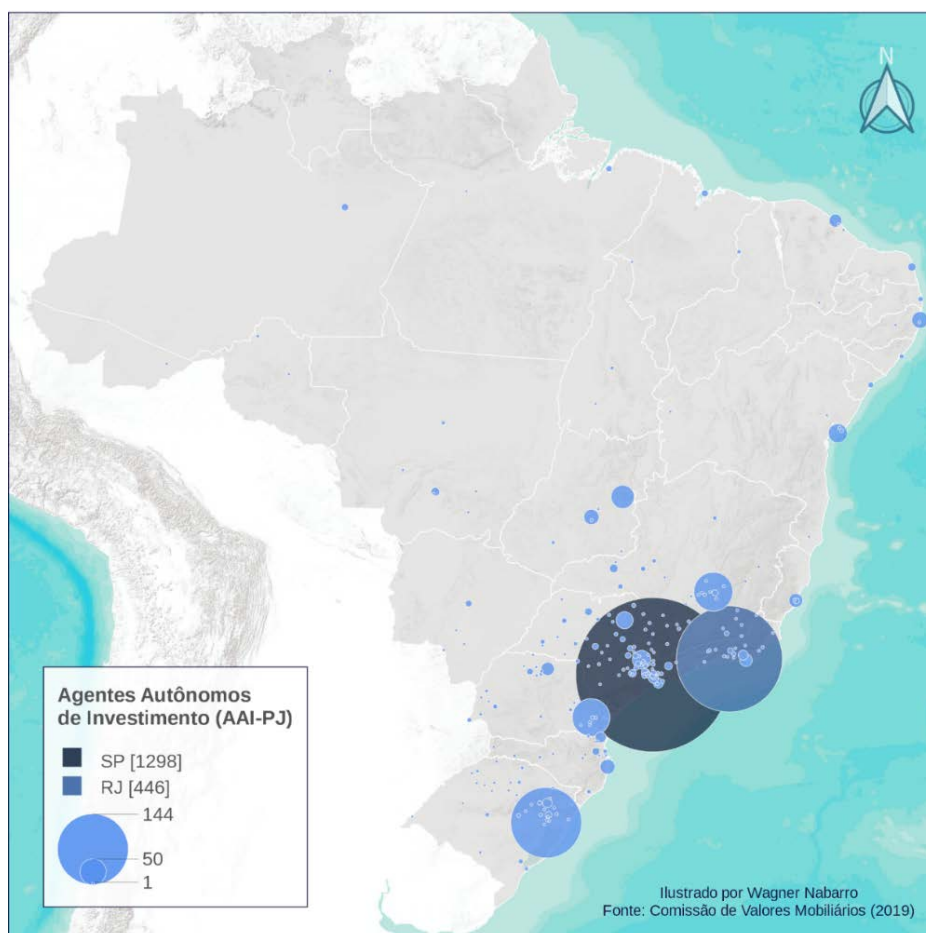 N
Agentes Autônomos
de Investimento (AAI-PJ)
SP [1298]
RJ [446]
144
50
1
Ilustrado por Wagner Nabarro
Fonte: Comissão de Valores Mobiliários (2019)